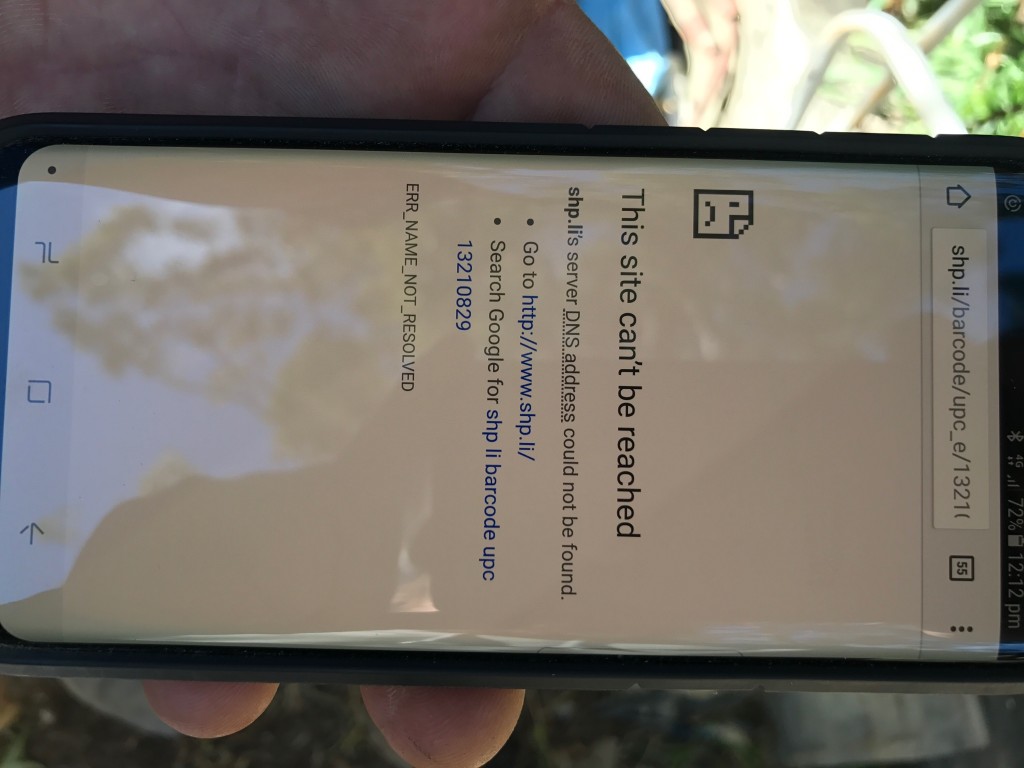 72% 12:12 pm
shp.li/barcode/upc_e/1321(
55
This site can't be reached
shp.li's server DNS address could not be found.
Go to http://www.shp.li/
Search Google for shp li barcode upc
13210829
ERR_NAME_NOT_RESOLVED